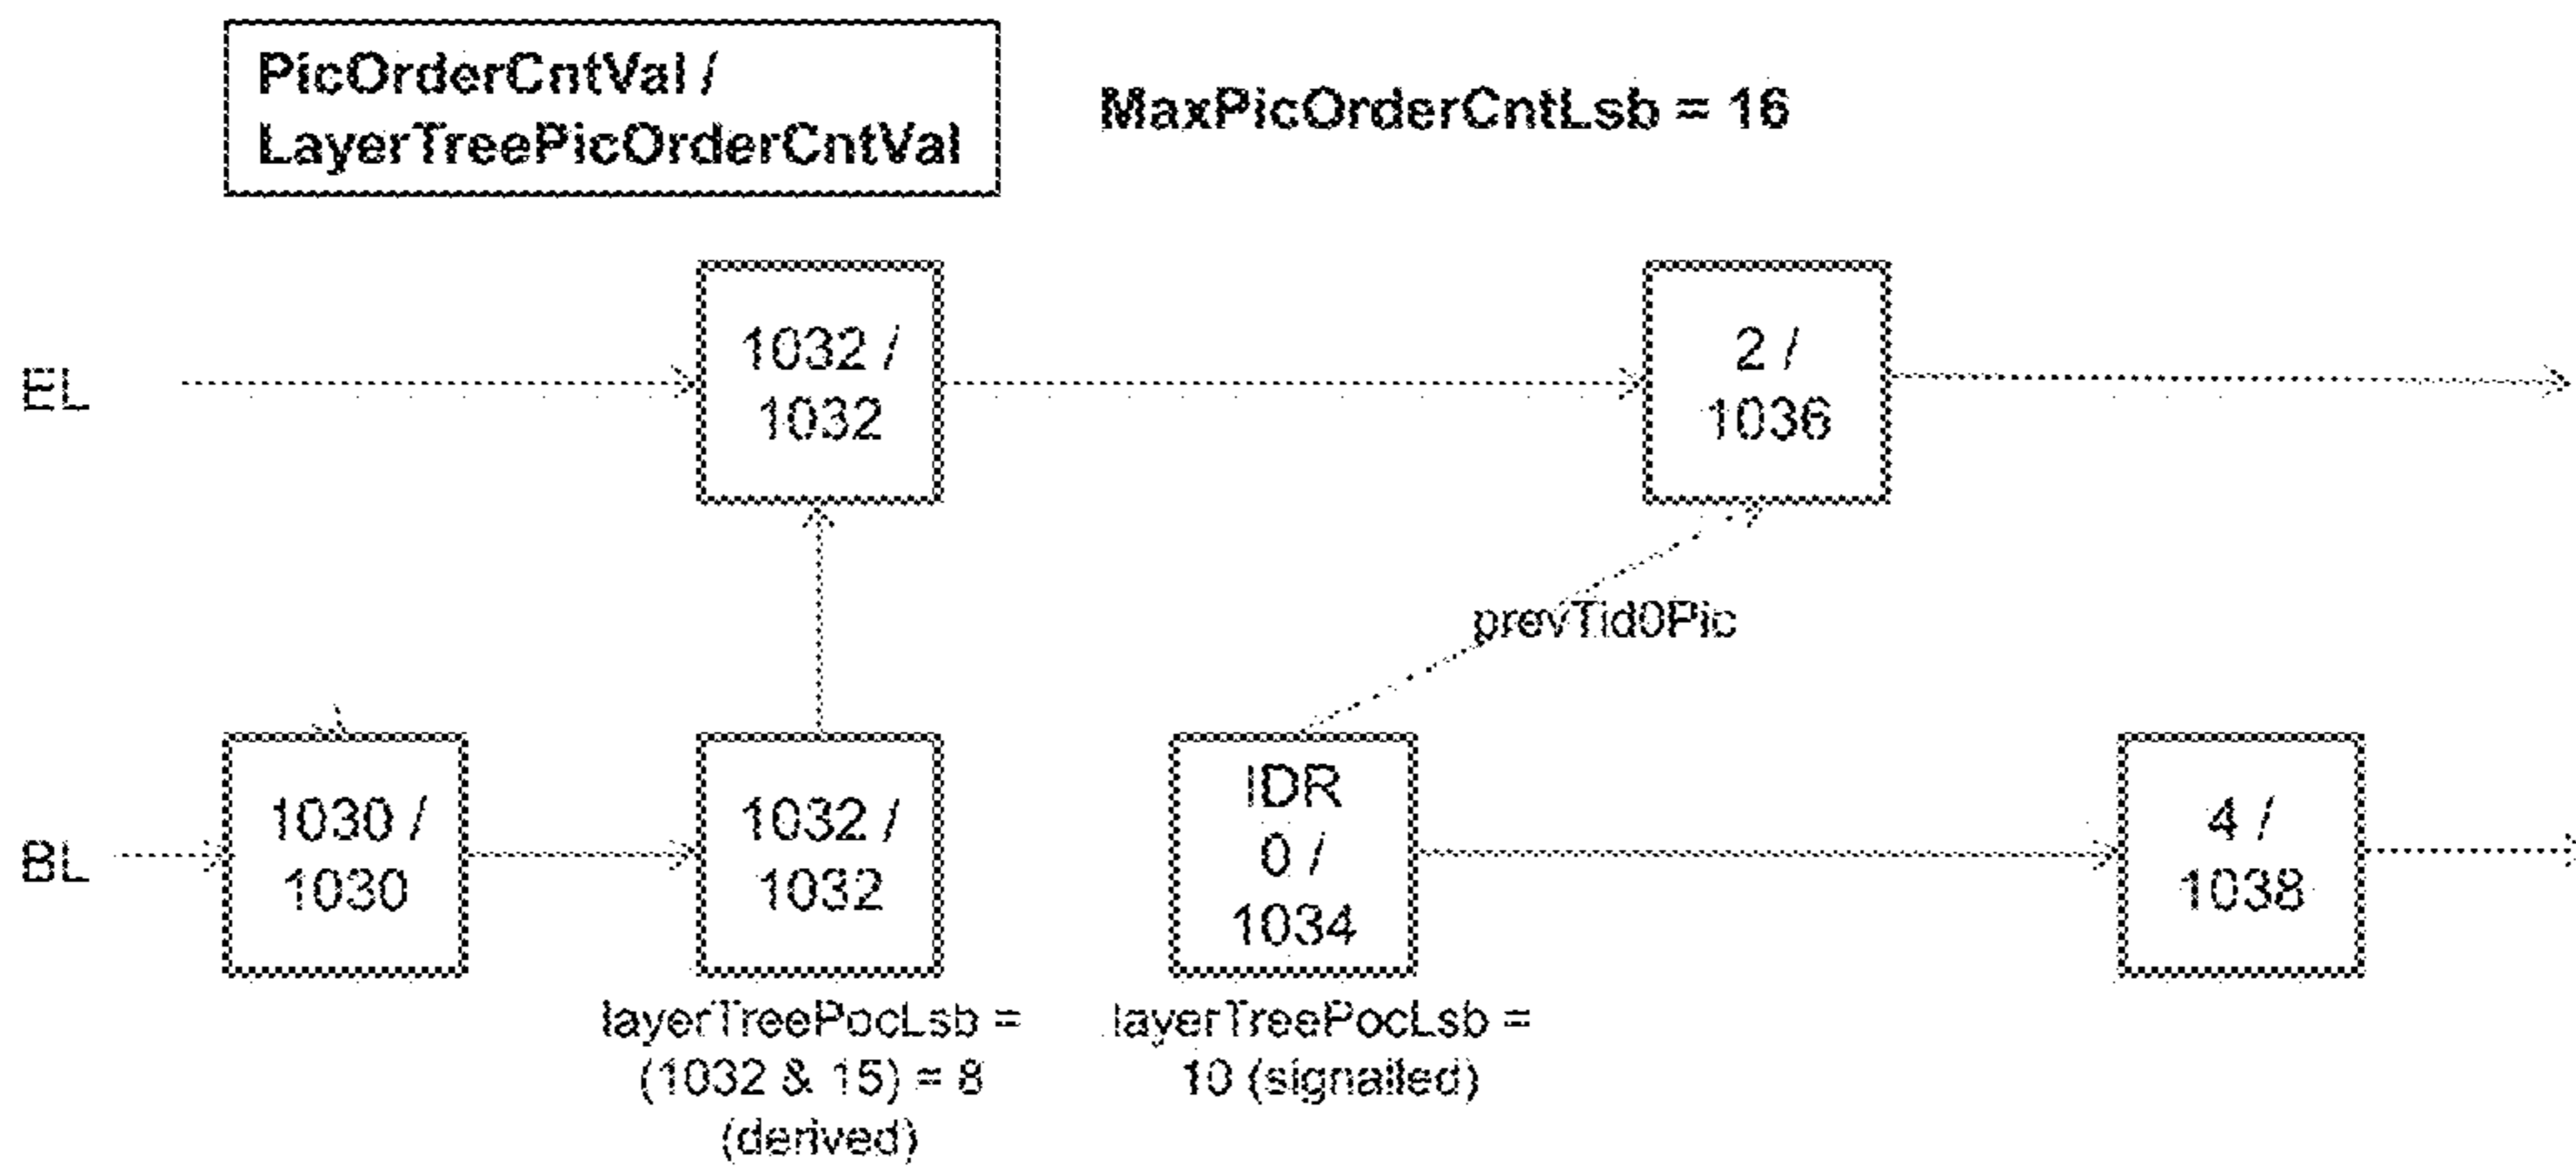 PicOrderCntVal /
LayerTreePicOrderCntVal
MaxPicOrderCntLsb = 16
EL
1032 /
1032
2 /
1036
prevTid0Pic
BL
1030 /
1030
1032 /
1032
IDR
0 /
1034
4 /
1038
layerTreePocLsb =
(1032 & 15) = 8
(derived)
layerTreePocLsb =
10 (signalled)